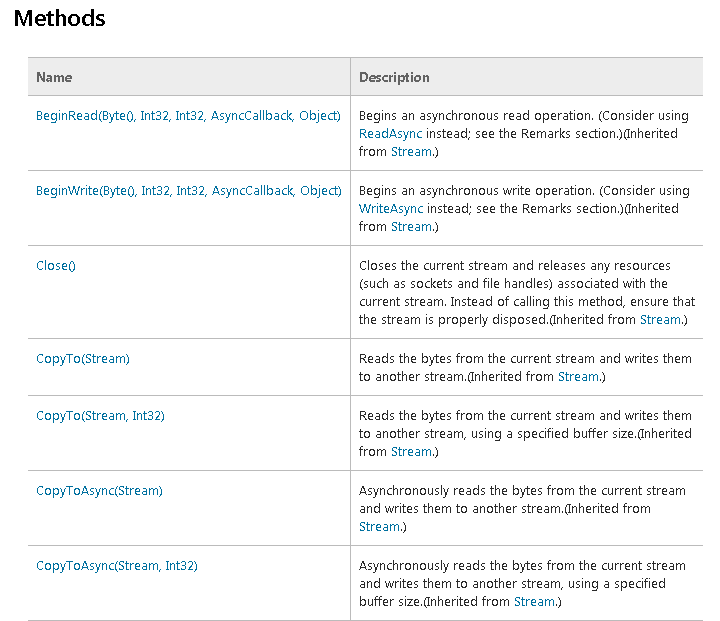 Methods
Name
Description
BeginRead(Byte(), Int32, Int32, AsyncCallback, Object)
Begins an asynchronous read operation. (Consider using
ReadAsync instead; see the Remarks section.)(Inherited
from Stream.)
BeginWrite(Byte(), Int32, Int32, AsyncCallback, Object)
Begins an asynchronous write operation. (Consider using
WriteAsync instead; see the Remarks section.)(Inherited
from Stream.)
Close()
Closes the current stream and releases any resources
(such as sockets and file handles) associated with the
current stream. Instead of calling this method, ensure that
the stream is properly disposed.(Inherited from Stream.)
CopyTo(Stream)
Reads the bytes from the current stream and writes them
to another stream.(Inherited from Stream.)
CopyTo(Stream, Int32)
Reads the bytes from the current stream and writes them
to another stream, using a specified buffer size.(Inherited
from Stream.)
CopyToAsync(Stream)
Asynchronously reads the bytes from the current stream
and writes them to another stream.(Inherited from
Stream.)
CopyToAsync(Stream, Int32)
Asynchronously reads the bytes from the current stream
and writes them to another stream, using a specified
buffer size.(Inherited from Stream.)